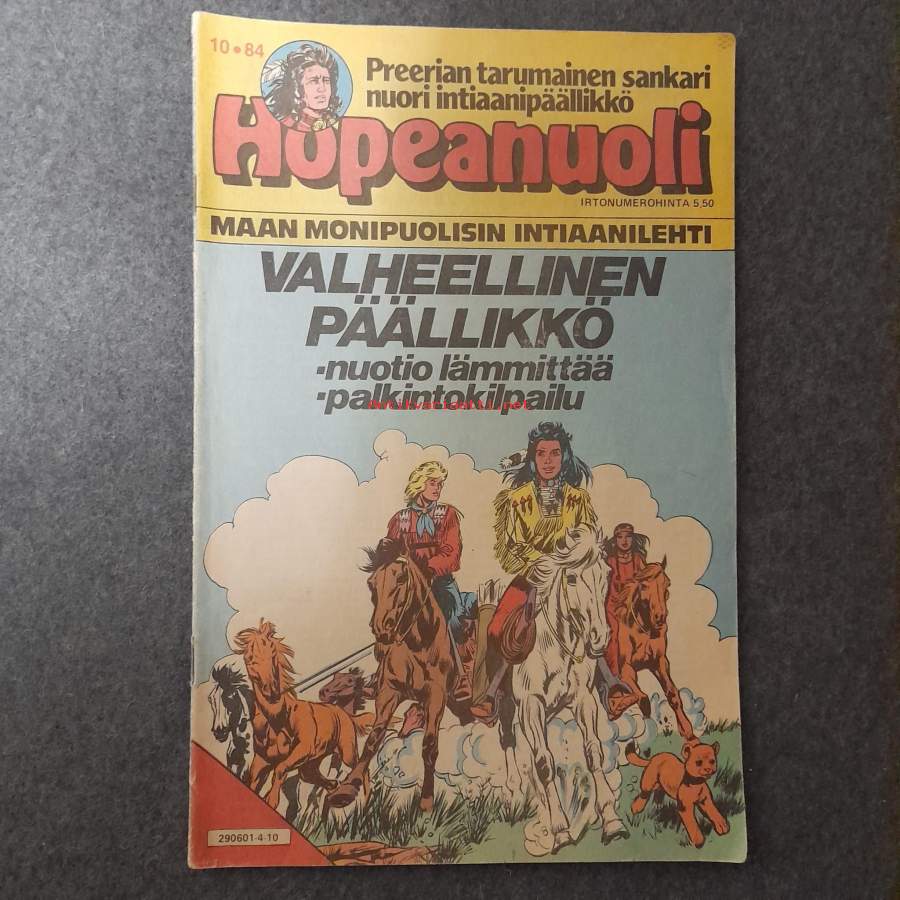 10•84
Preerian tarumainen sankari
nuori intiaanipäällikkö
Hopeanuoli
IRTONUMEROHINTA 5,50
MAAN MONIPUOLISIN INTIAANILEHTI
VALHEELLINEN
PÄÄLLIKKÖ
•nuotio lämmittää
•palkintokilpailu
290601-4-10